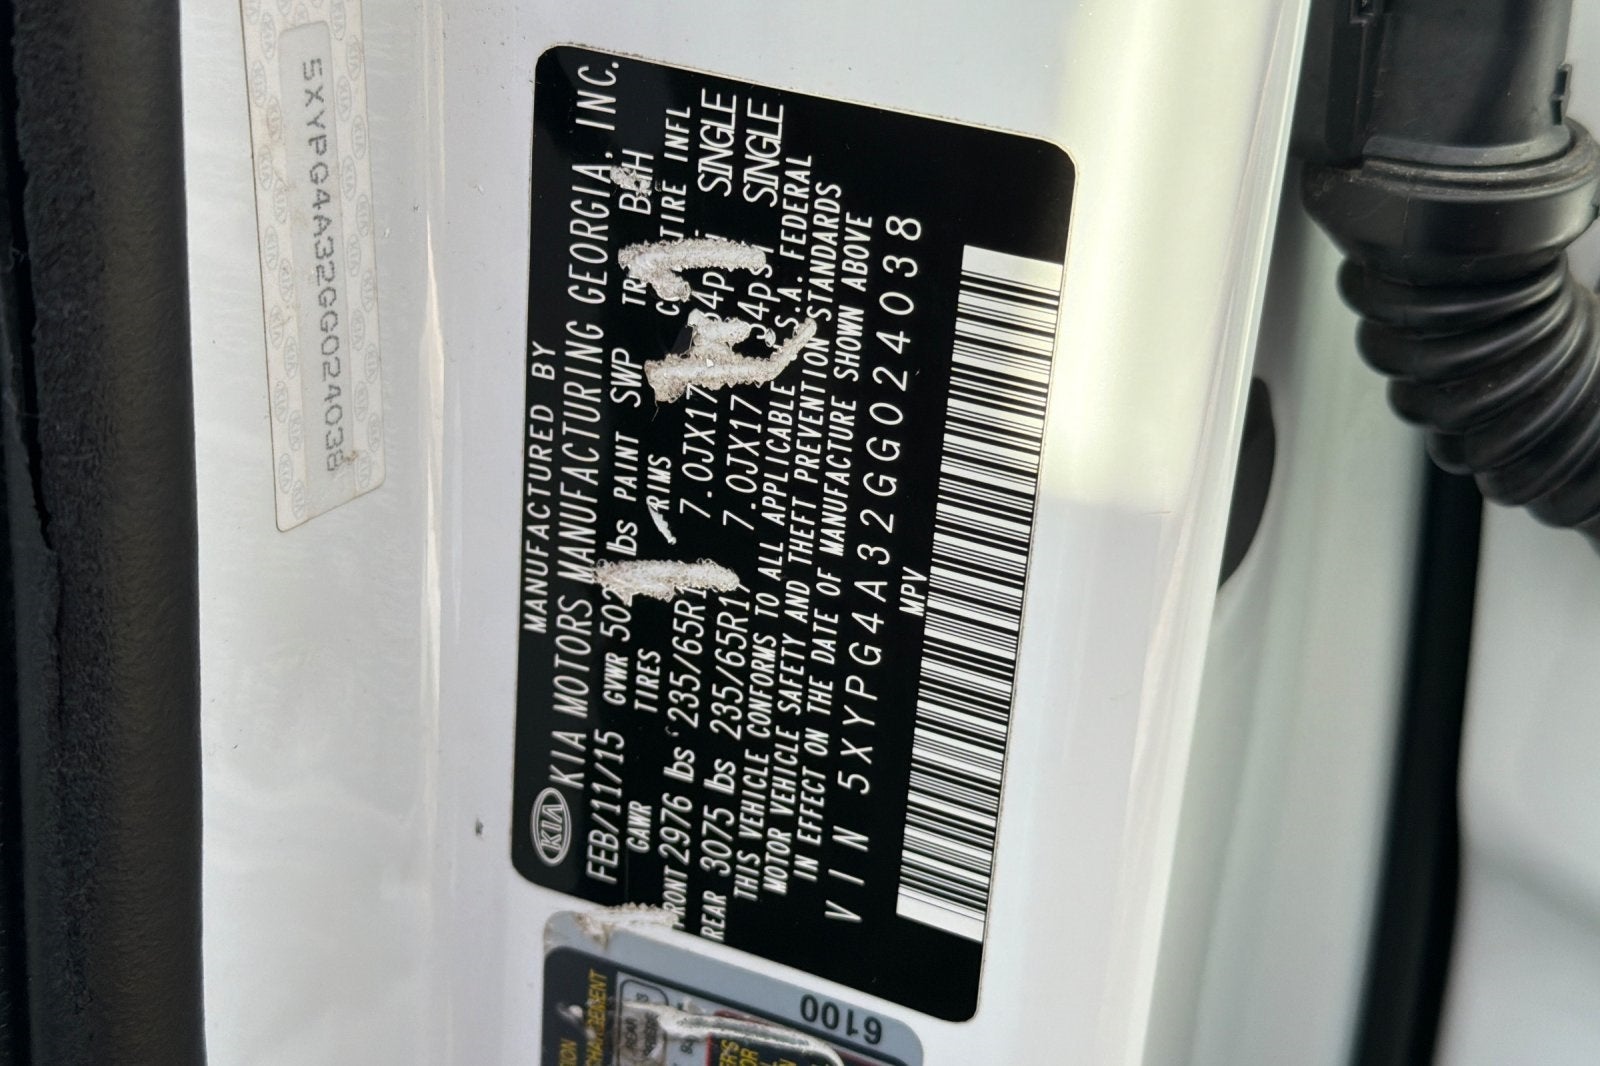 5XYPG4A32GG024038
MANUFACTURED BY
KIA KIA MOTORS MANUFACTURING GEORGIA, INC.
FEB/11/15 GVWR lbs PAINT SWP
GAWR TIRES RIMS TIRE INFL
FRONT 2976 lbs 235/65R17 7.0JX17 SINGLE
REAR 3075 lbs 235/65R17 7.0JX17 SINGLE
THIS VEHICLE CONFORMS TO ALL APPLICABLE U.S.A. FEDERAL
MOTOR VEHICLE SAFETY AND THEFT PREVENTION STANDARDS
IN EFFECT ON THE DATE OF MANUFACTURE SHOWN ABOVE
VIN 5XYPG4A32GG024038
MPV
6100